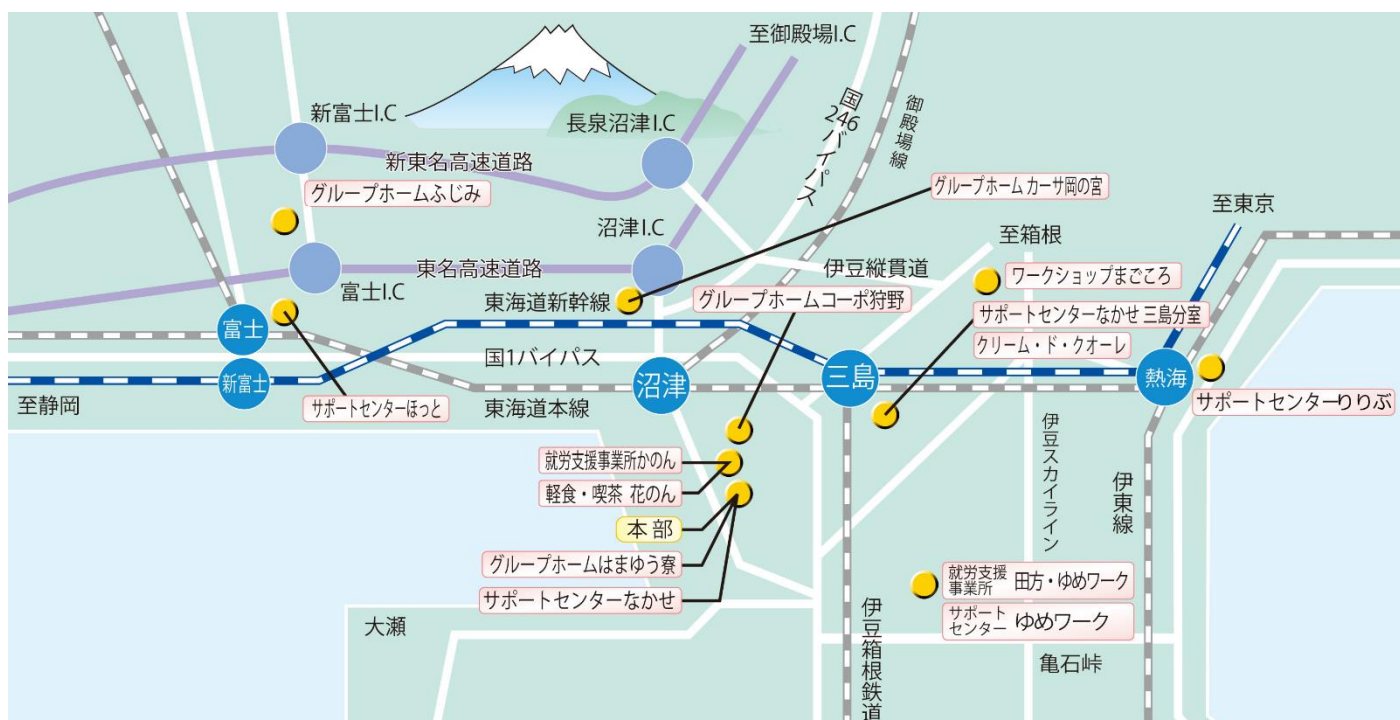 至御殿場I.C
新富士I.C
長泉沼津I.C
国246バイパス
御殿場線
新東名高速道路
グループホームふじみ
グループホーム カーサ岡の宮
至東京
沼津I.C
至箱根
東名高速道路
伊豆縦貫道
ワークショップまごころ
富士I.C
東海道新幹線
グループホームコーポ狩野
サポートセンターなかせ 三島分室
クリーム・ド・クオーレ
富士
国1バイパス
新富士
沼津
三島
熱海
至静岡
サポートセンターほっと
東海道本線
サポートセンターりりぶ
伊豆スカイライン
伊東線
就労支援事業所かのん
軽食・喫茶 花のん
本部
グループホームはまゆう寮
サポートセンターなかせ
就労支援
事業所 田方・ゆめワーク
サポート
センター ゆめワーク
大瀬
伊豆箱根鉄道
亀石峠